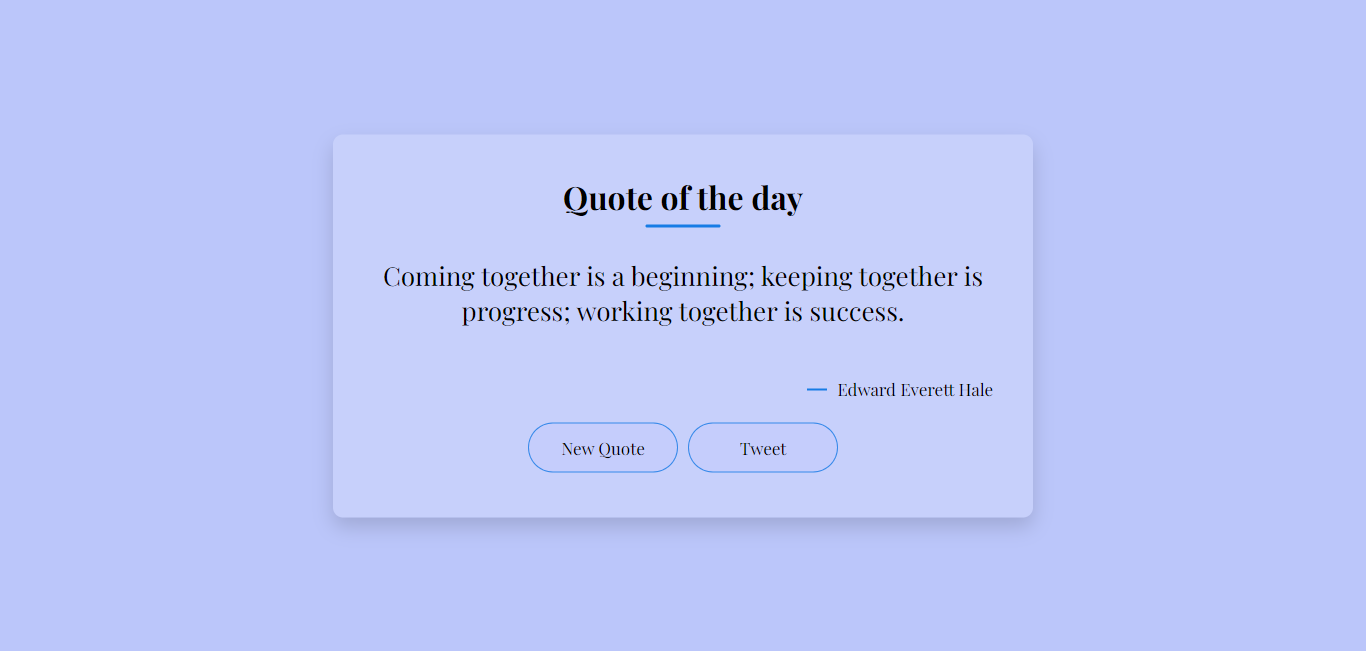 Quote of the day
Coming together is a beginning; keeping together is
progress; working together is success.
— Edward Everett Hale
New Quote
Tweet